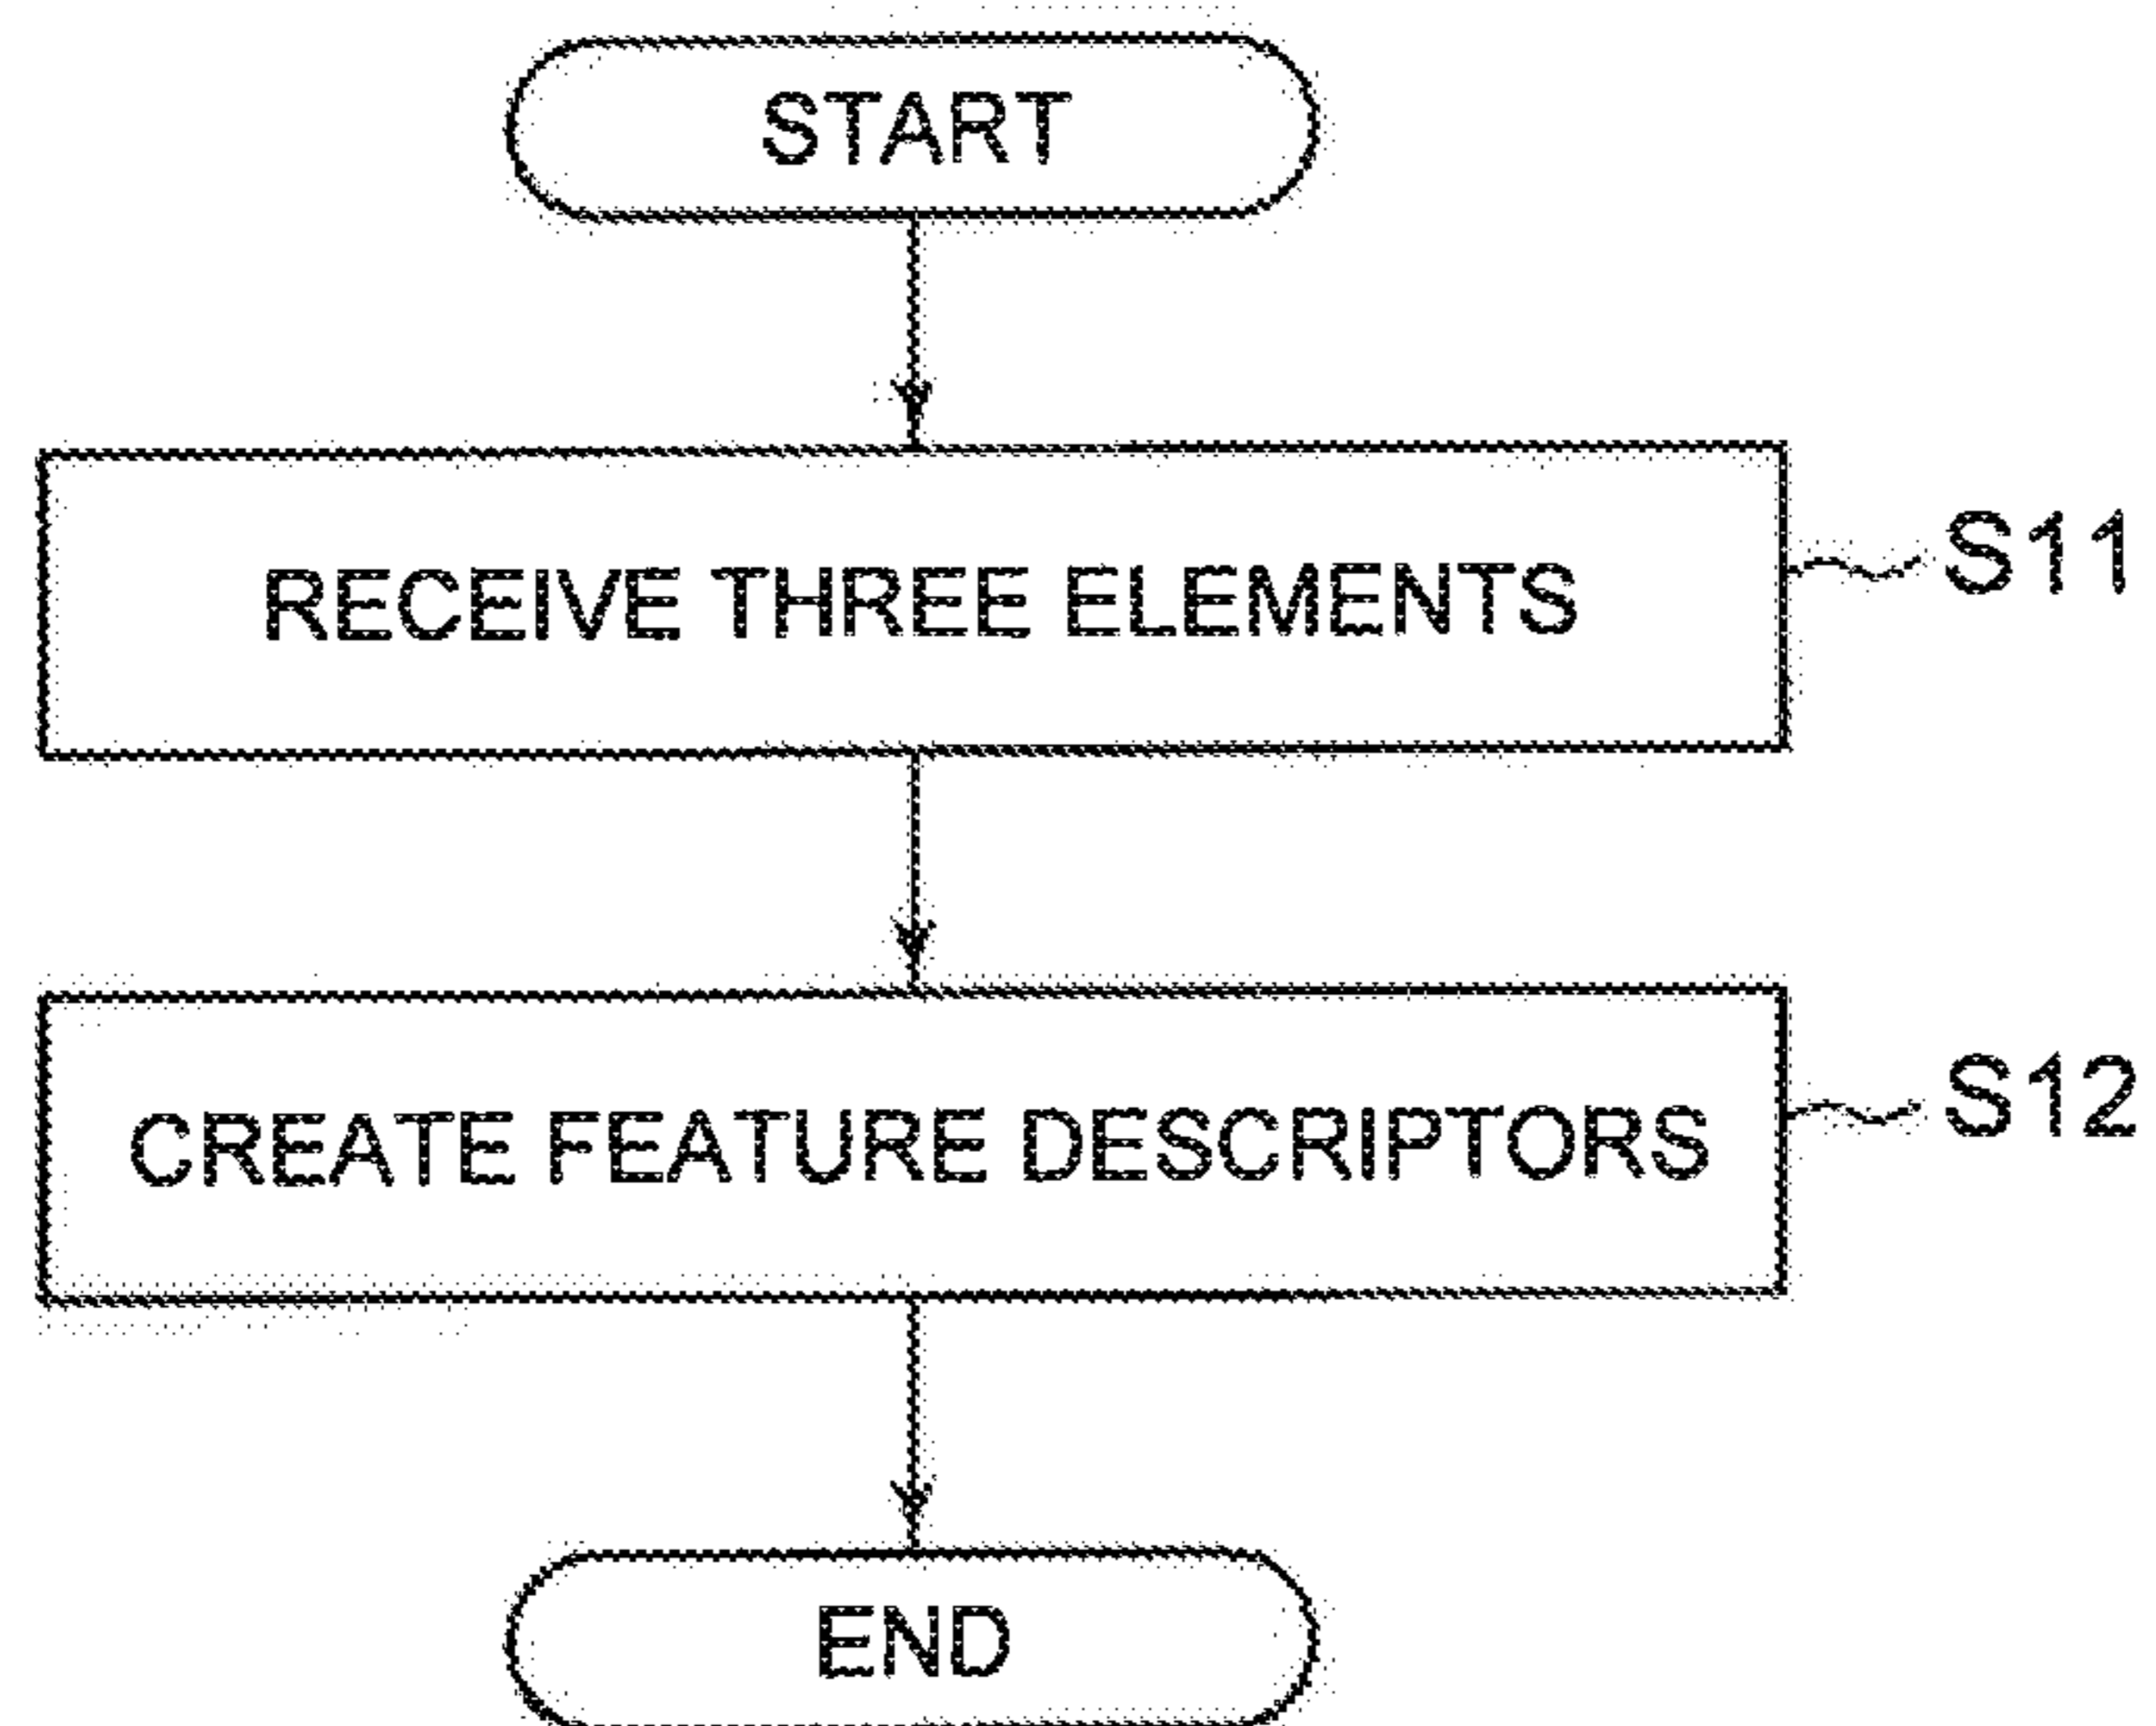 START
RECEIVE THREE ELEMENTS
S11
CREATE FEATURE DESCRIPTORS
S12
END